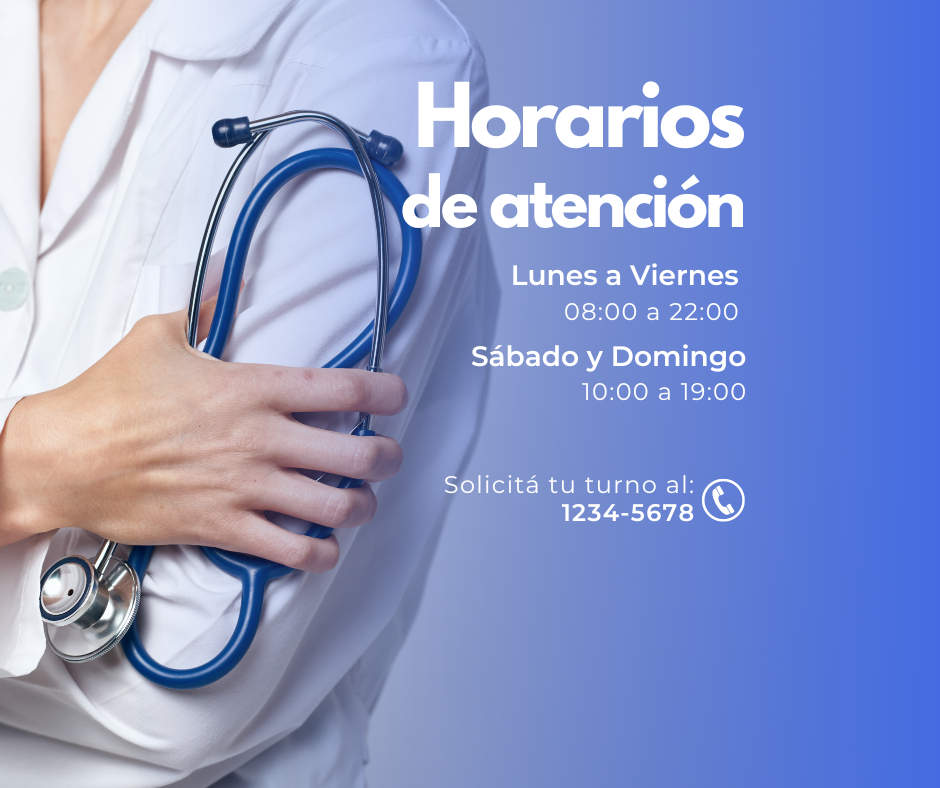 Horarios
de atención
Lunes a Viernes
08:00 a 22:00
Sábado y Domingo
10:00 a 19:00
Solicitá tu turno al:
1234-5678